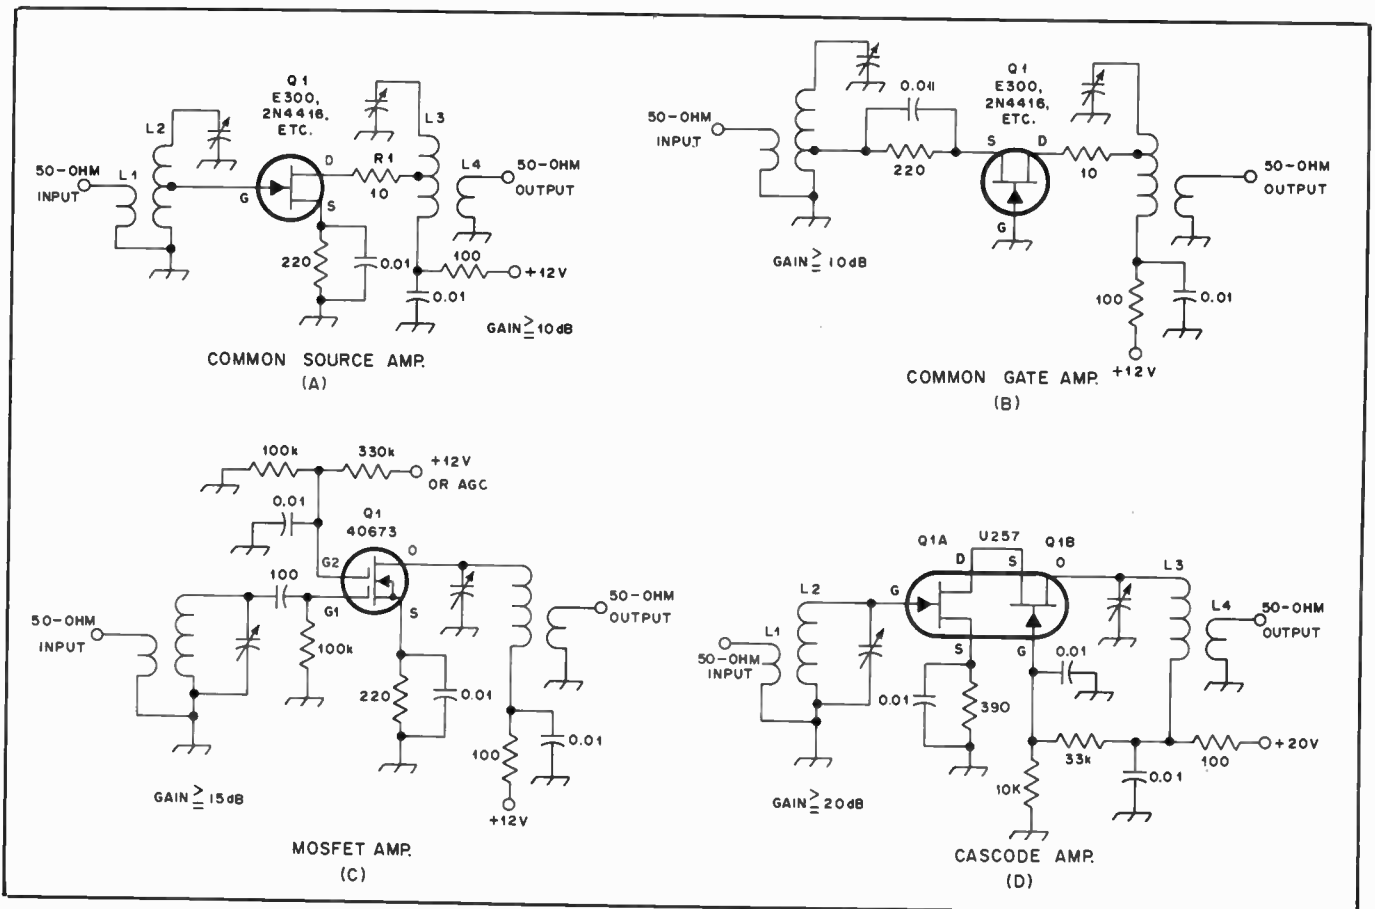 Q1
E300,
2N4416,
ETC.
L2
L3
50-OHM
INPUT
L1
G
D
S
R1
10
L4
50-OHM
OUTPUT
220
0.01
100
+12V
0.01
GAIN ≧ 10dB
COMMON SOURCE AMP.
(A)
Q1
E300,
2N4416,
ETC.
0.01
50-OHM
INPUT
220
S
D
G
10
50-OHM
OUTPUT
GAIN ≧ 10dB
100
0.01
+12V
COMMON GATE AMP.
(B)
100k
330k
+12V
OR AGC
0.01
Q1
40673
G2
O
100
G1
S
50-OHM
INPUT
100k
50-OHM
OUTPUT
220
0.01
100
0.01
+12V
GAIN ≧ 15dB
MOSFET AMP.
(C)
Q1A
U257
Q1B
D
S
O
L2
G
L3
L4
50-OHM
OUTPUT
L1
50-OHM
INPUT
S
G
0.01
0.01
390
33k
0.01
100
+20V
10K
GAIN ≧ 20dB
CASCODE AMP.
(D)